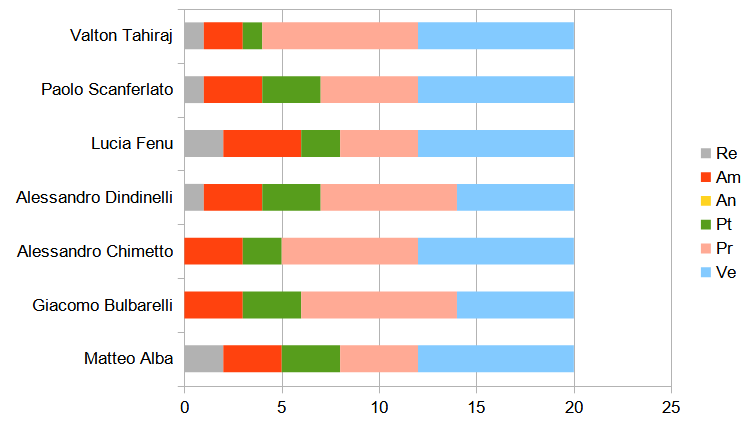 Valton Tahiraj
Paolo Scanferlato
Lucia Fenu
Alessandro Dindinelli
Alessandro Chimetto
Giacomo Bulbarelli
Matteo Alba
0 5 10 15 20 25
Re
Am
An
Pt
Pr
Ve